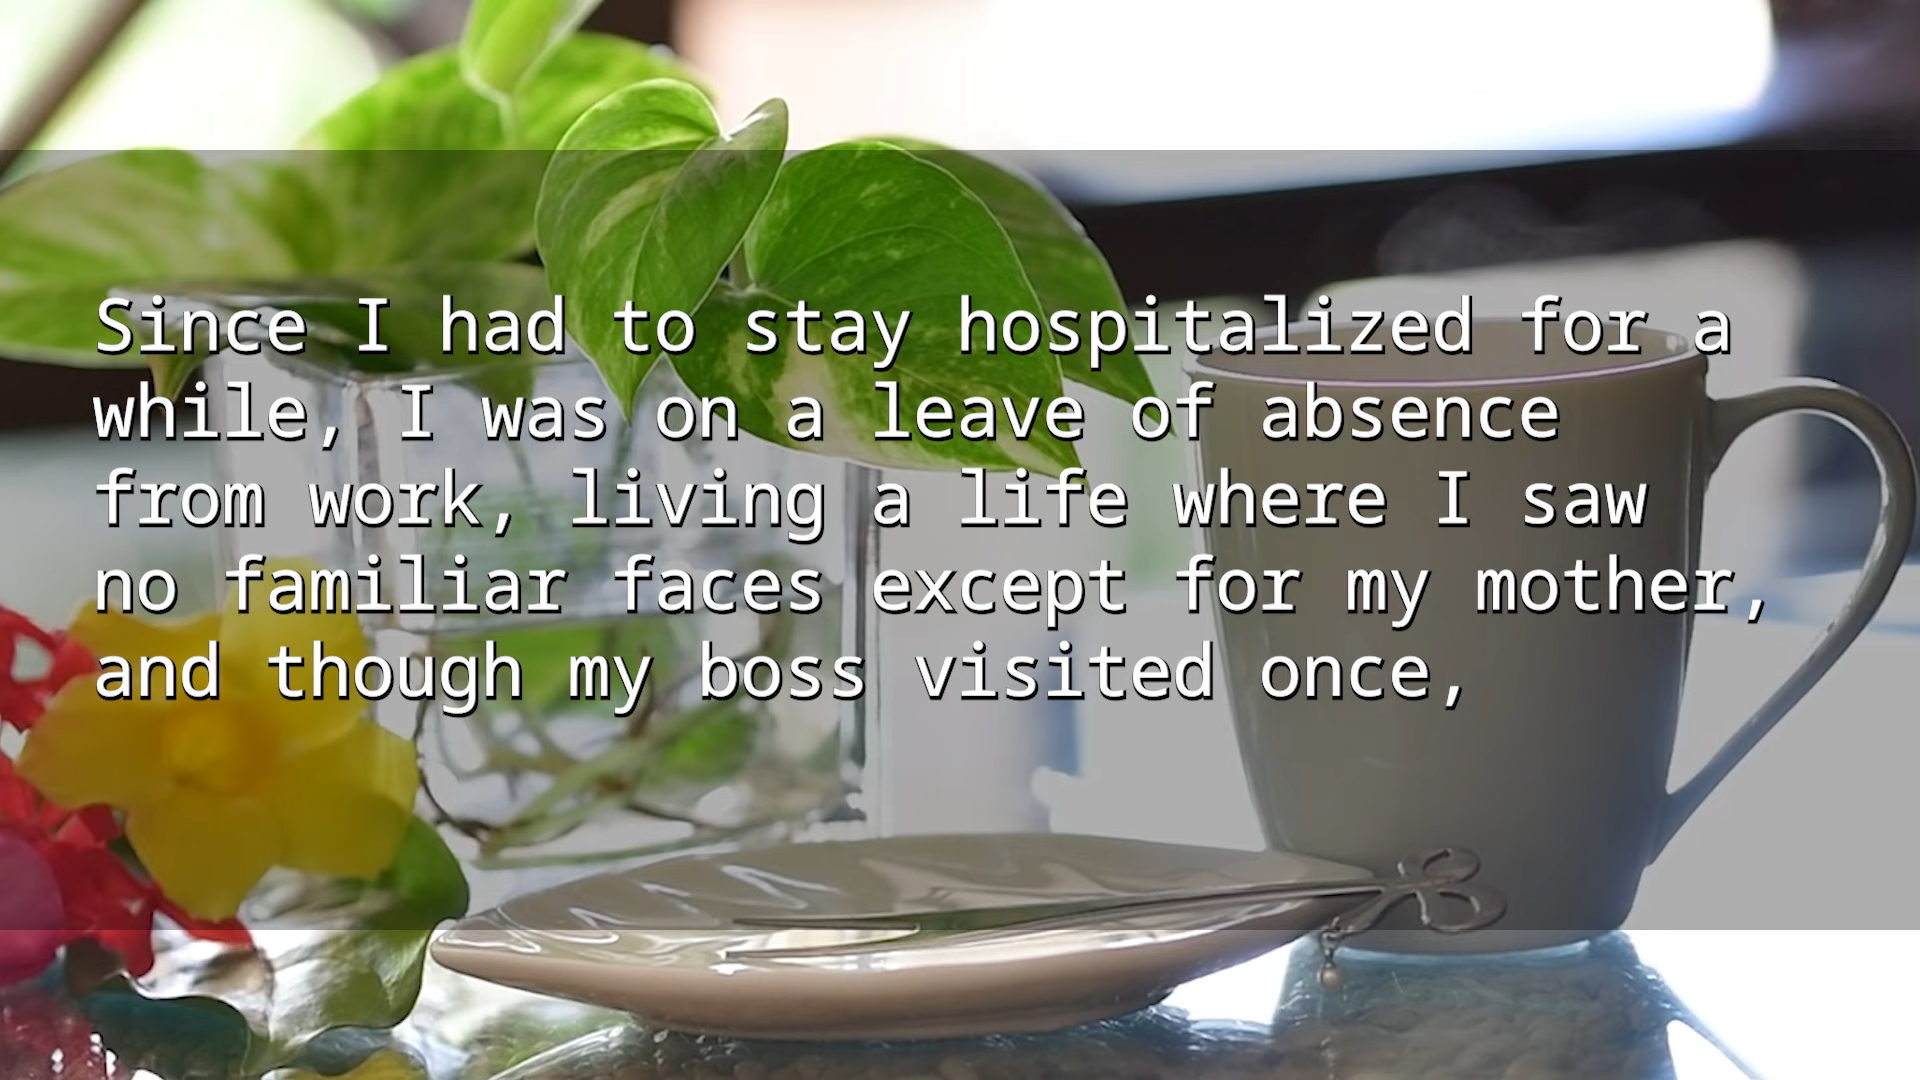 Since I had to stay hospitalized for a
while, I was on a leave of absence
from work, living a life where I saw
no familiar faces except for my mother,
and though my boss visited once,